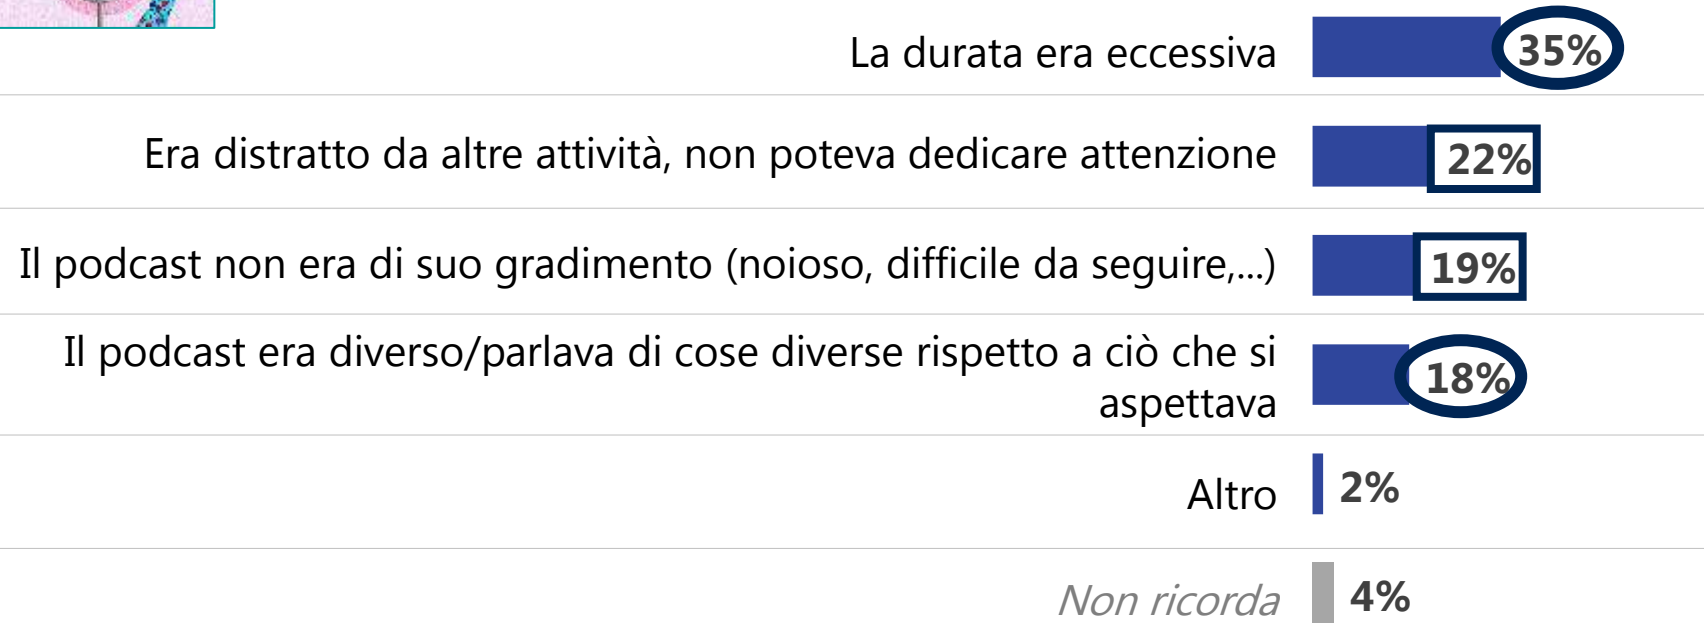 La durata era eccessiva 35%
Era distratto da altre attività, non poteva dedicare attenzione 22%
Il podcast non era di suo gradimento (noioso, difficile da seguire,...) 19%
Il podcast era diverso/parlava di cose diverse rispetto a ciò che si
aspettava 18%
Altro 2%
Non ricorda 4%